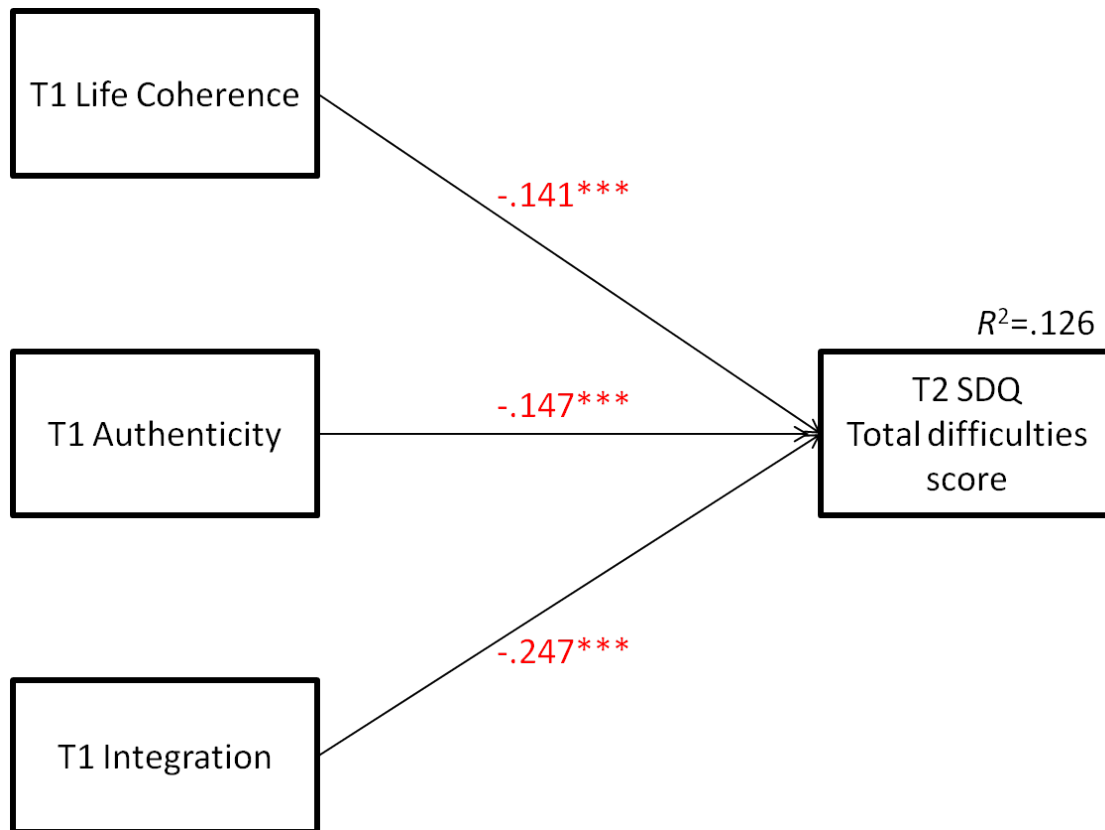 T1 Life Coherence
-.141***
R²=.126
T1 Authenticity
-.147***
T2 SDQ
Total difficulties
score
-.247***
T1 Integration